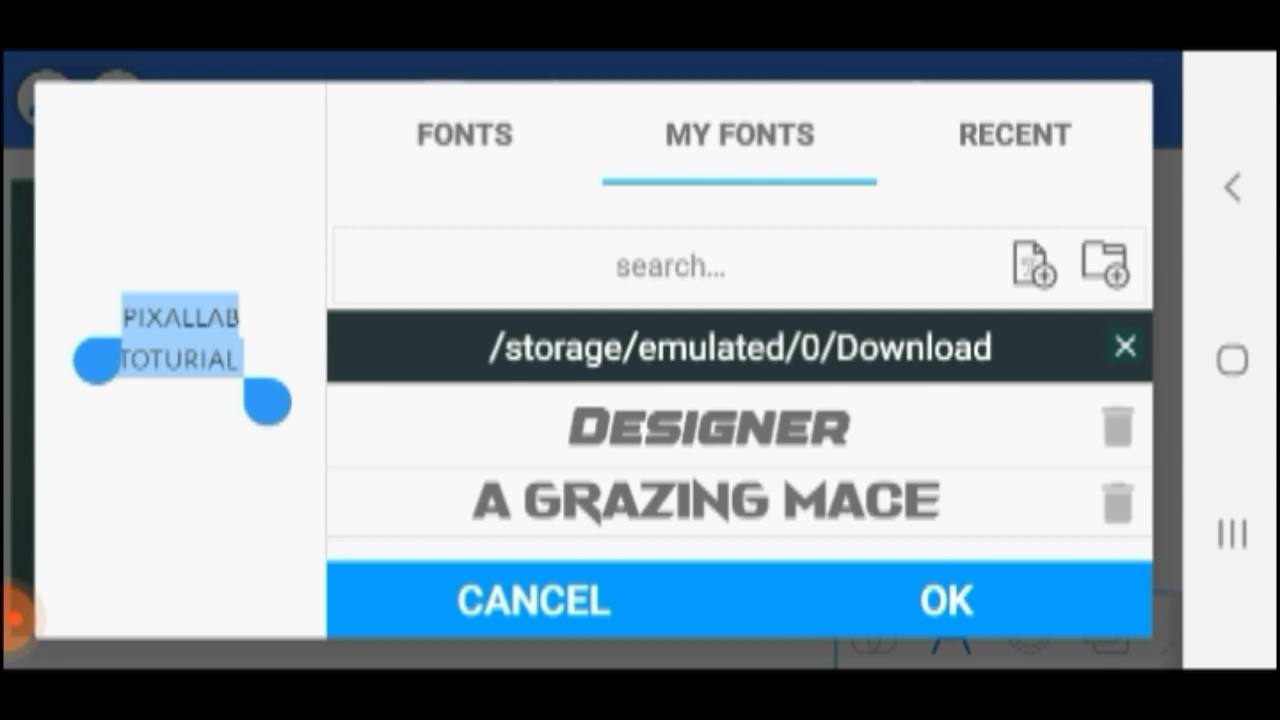 FONTS
MY FONTS
RECENT
search...
/storage/emulated/0/Download
PIXALLAB
TOTURIAL
DESIGNER
A GRAZING MACE
CANCEL
OK